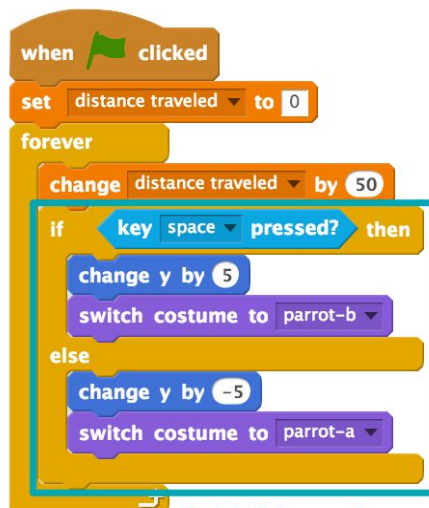 when clicked
set distance traveled to 0
forever
change distance traveled by 50
if key space pressed? then
change y by 5
switch costume to parrot-b
else
change y by -5
switch costume to parrot-a